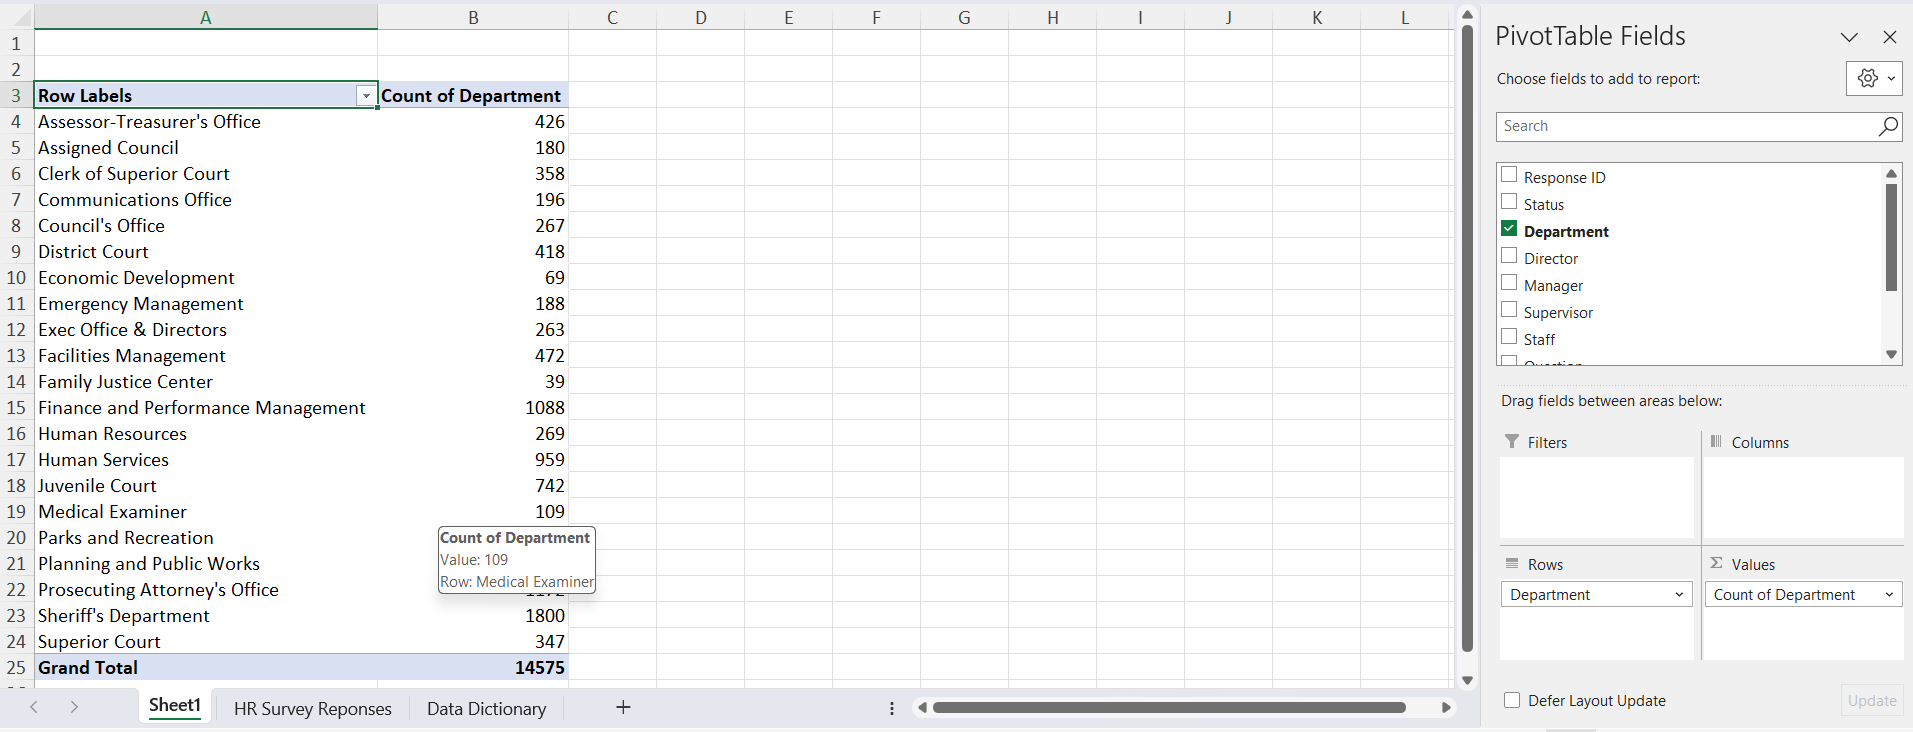 A B C D E F G H I J K L
1
2
3 Row Labels Count of Department
4 Assessor-Treasurer's Office 426
5 Assigned Council 180
6 Clerk of Superior Court 358
7 Communications Office 196
8 Council's Office 267
9 District Court 418
10 Economic Development 69
11 Emergency Management 188
12 Exec Office & Directors 263
13 Facilities Management 472
14 Family Justice Center 39
15 Finance and Performance Management 1088
16 Human Resources 269
17 Human Services 959
18 Juvenile Court 742
19 Medical Examiner 109
20 Parks and Recreation
21 Planning and Public Works
22 Prosecuting Attorney's Office
23 Sheriff's Department 1800
24 Superior Court 347
25 Grand Total 14575
Count of Department
Value: 109
Row: Medical Examiner
Sheet1 HR Survey Reponses Data Dictionary
PivotTable Fields
Choose fields to add to report:
Search
Response ID
Status
Department
Director
Manager
Supervisor
Staff
Drag fields between areas below:
Filters
Columns
Rows
Department
Σ Values
Count of Department
Defer Layout Update
Update